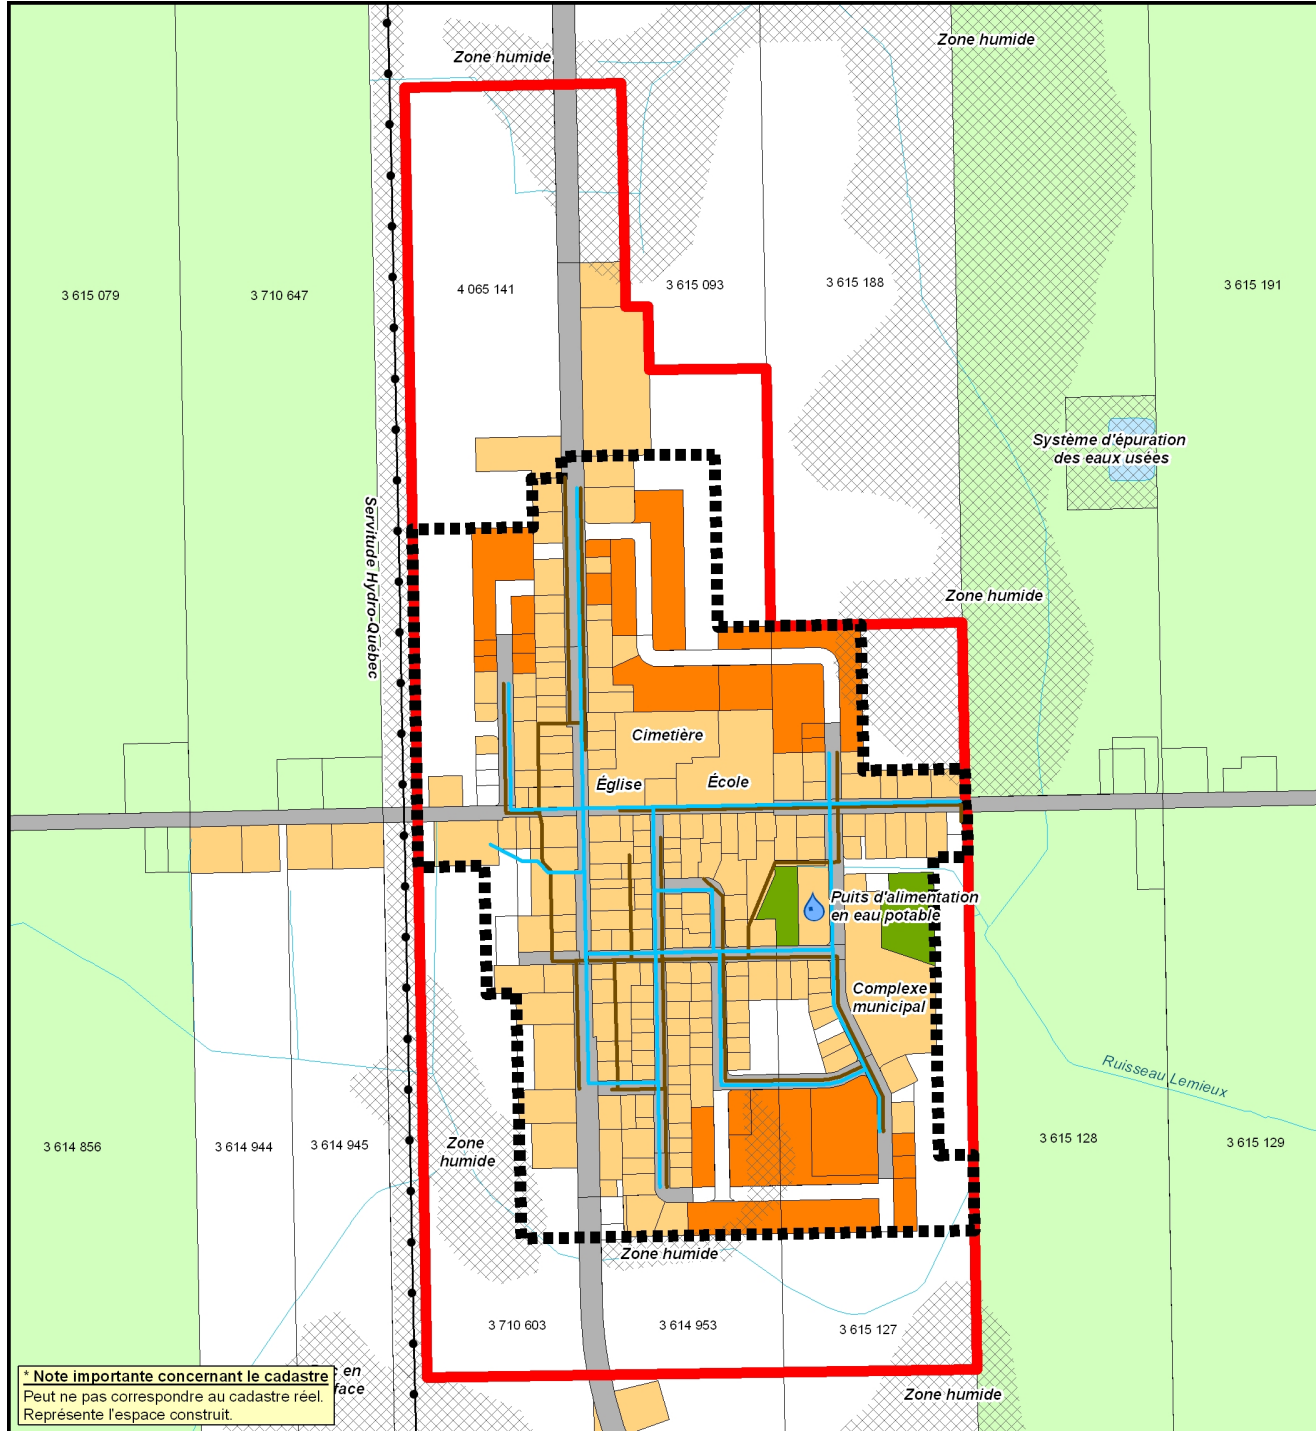 Zone humide
Zone humide
3 615 079
3 710 647
4 065 141
3 615 093
3 615 188
3 615 191
Système d'épuration
des eaux usées
Servitude Hydro-Québec
Zone humide
Cimetière
Église
École
Puits d'alimentation
en eau potable
Complexe
municipal
Ruisseau Lemieux
3 614 856
3 614 944
3 614 945
Zone
humide
3 615 128
3 615 129
Zone humide
3 710 603
3 614 953
3 615 127
en
face
Zone humide
* Note importante concernant le cadastre
Peut ne pas correspondre au cadastre réel.
Représente l'espace construit.